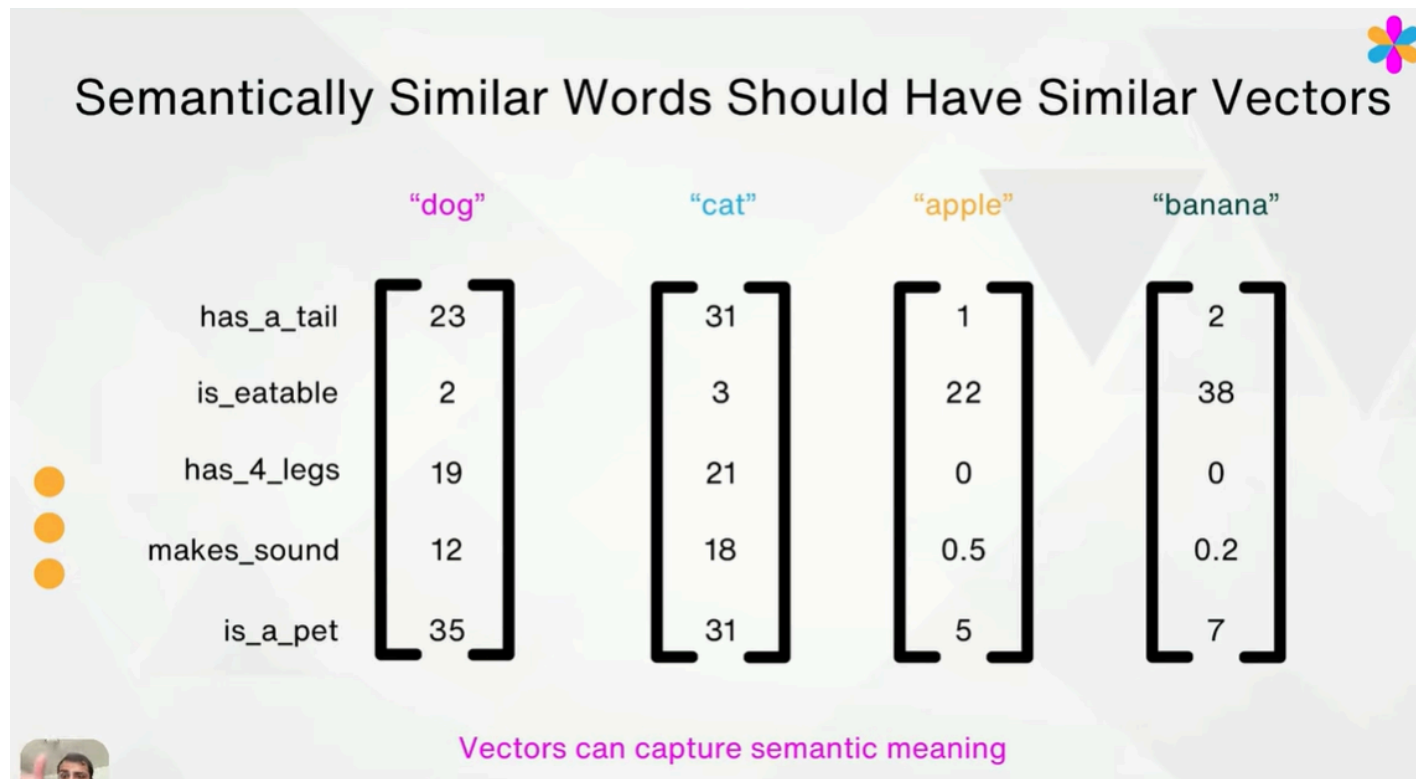 Semantically Similar Words Should Have Similar Vectors
“dog” “cat” “apple” “banana”
has_a_tail 23 31 1 2
is_eatable 2 3 22 38
has_4_legs 19 21 0 0
makes_sound 12 18 0.5 0.2
is_a_pet 35 31 5 7
Vectors can capture semantic meaning